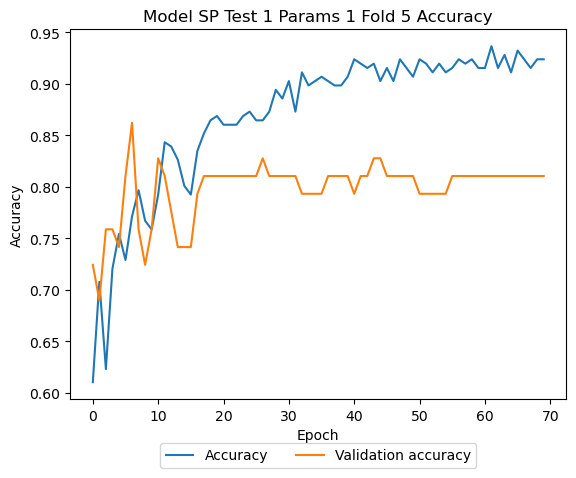 Model SP Test 1 Params 1 Fold 5 Accuracy
0.95
0.90
0.85
0.80
0.75
0.70
0.65
0.60
Accuracy
0 10 20 30 40 50 60 70
Epoch
Accuracy Validation accuracy